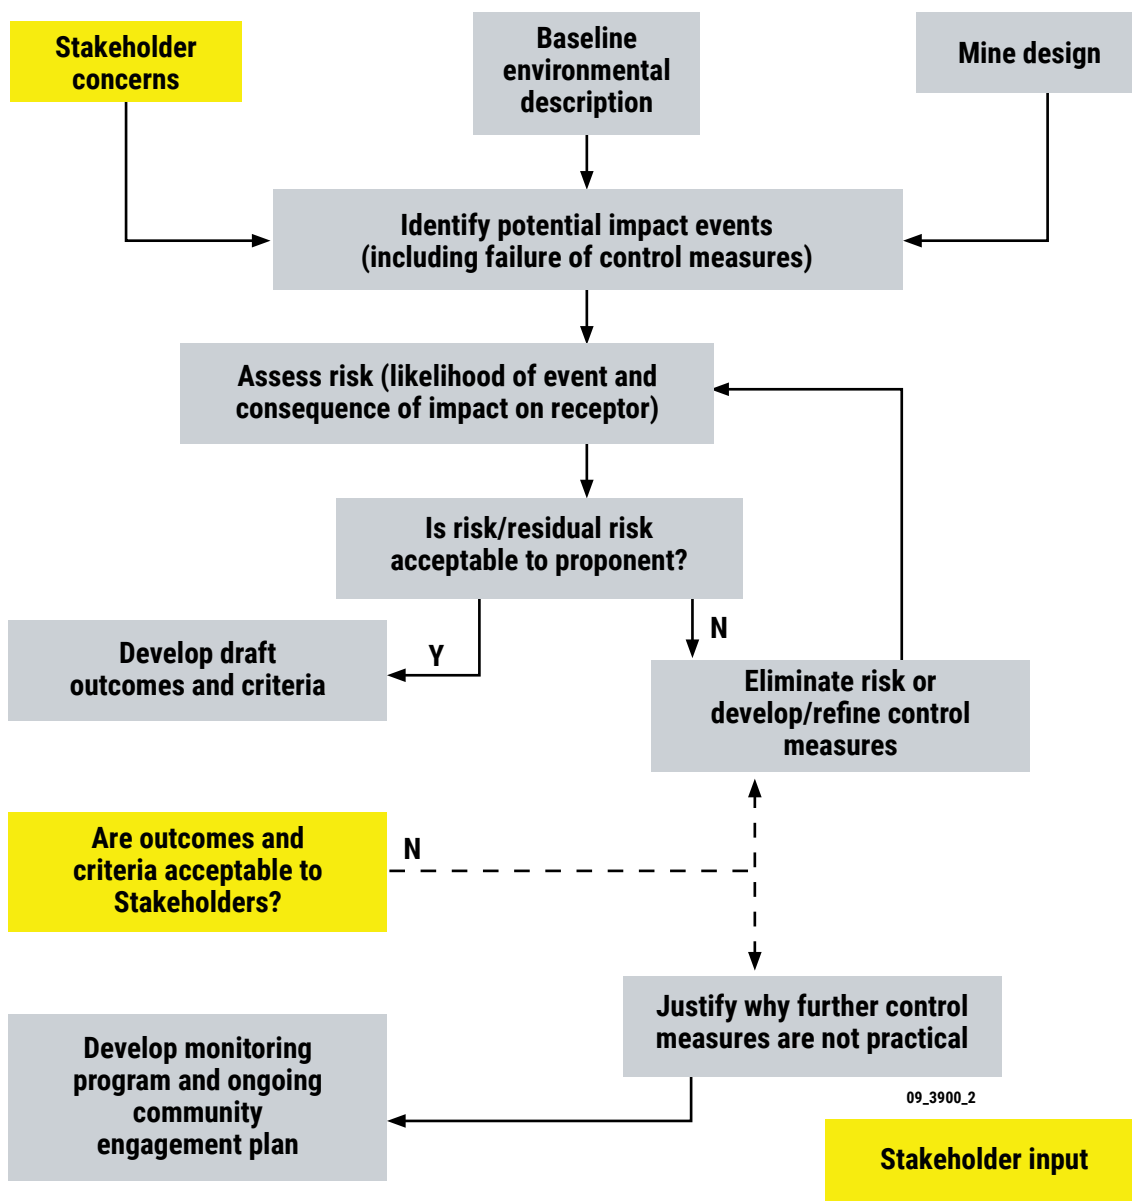 Stakeholder
concerns
Baseline
environmental
description
Mine design
Identify potential impact events
(including failure of control measures)
Assess risk (likelihood of event and
consequence of impact on receptor)
Is risk/residual risk
acceptable to proponent?
Y
N
Develop draft
outcomes and criteria
Eliminate risk or
develop/refine control
measures
Are outcomes and
criteria acceptable to
Stakeholders?
N
Justify why further control
measures are not practical
Develop monitoring
program and ongoing
community
engagement plan
09_3900_2
Stakeholder input